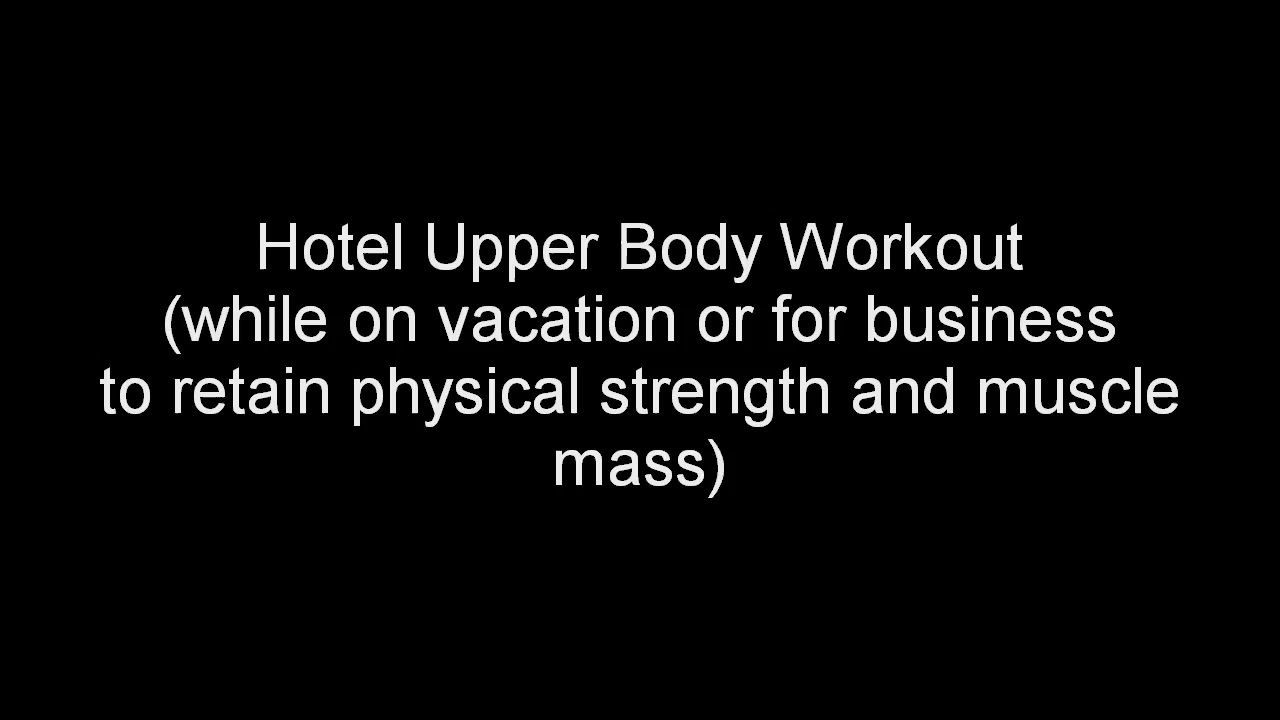 Hotel Upper Body Workout
(while on vacation or for business
to retain physical strength and muscle
mass)